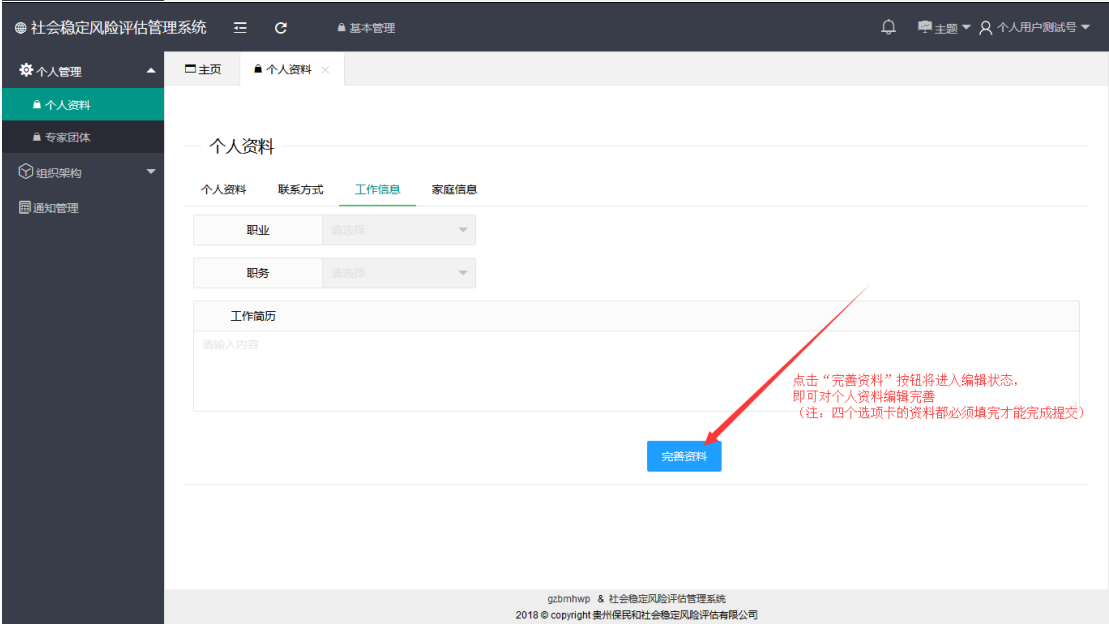 社会稳定风险评估管理系统
基本管理
主题
个人用户测试号
个人管理
主页
个人资料
个人资料
专家团体
组织架构
通知管理
个人资料
个人资料 联系方式 工作信息 家庭信息
职业 请选择
职务 请选择
工作简历
请输入内容
点击“完善资料”按钮将进入编辑状态，
即可对个人资料编辑完善
（注：四个选项卡的资料都必须填完才能完成提交）
完善资料
gzbmhwp & 社会稳定风险评估管理系统
2018 © copyright 贵州保民和社会稳定风险评估有限公司